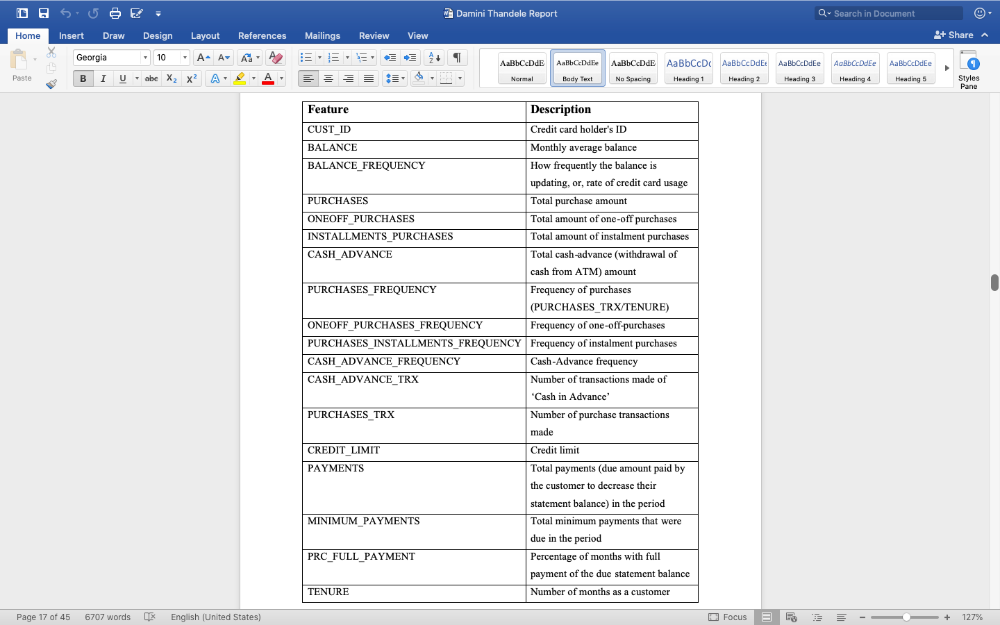 Damini Thandele Report
Search in Document
Home Insert Draw Design Layout References Mailings Review View
Share
Paste
Georgia
10
B I U abc X2 X2 A A
AaBbCcDdE
Normal
AaBbCcDdEe
Body Text
AaBbCcDdE
No Spacing
AaBbCcDc
Heading 1
AaBbCcDdEe
Heading 2
AaBbCcDdEe
Heading 3
AaBbCcDdEe
Heading 4
AaBbCcDdEe
Heading 5
Styles
Pane
Feature Description
CUST_ID Credit card holder's ID
BALANCE Monthly average balance
BALANCE_FREQUENCY How frequently the balance is
updating, or, rate of credit card usage
PURCHASES Total purchase amount
ONEOFF_PURCHASES Total amount of one-off purchases
INSTALLMENTS_PURCHASES Total amount of instalment purchases
CASH_ADVANCE Total cash-advance (withdrawal of
cash from ATM) amount
PURCHASES_FREQUENCY Frequency of purchases
(PURCHASES_TRX/TENURE)
ONEOFF_PURCHASES_FREQUENCY Frequency of one-off-purchases
PURCHASES_INSTALLMENTS_FREQUENCY Frequency of instalment purchases
CASH_ADVANCE_FREQUENCY Cash-Advance frequency
CASH_ADVANCE_TRX Number of transactions made of
‘Cash in Advance’
PURCHASES_TRX Number of purchase transactions
made
CREDIT_LIMIT Credit limit
PAYMENTS Total payments (due amount paid by
the customer to decrease their
statement balance) in the period
MINIMUM_PAYMENTS Total minimum payments that were
due in the period
PRC_FULL_PAYMENT Percentage of months with full
payment of the due statement balance
TENURE Number of months as a customer
Page 17 of 45 6707 words English (United States) Focus 127%